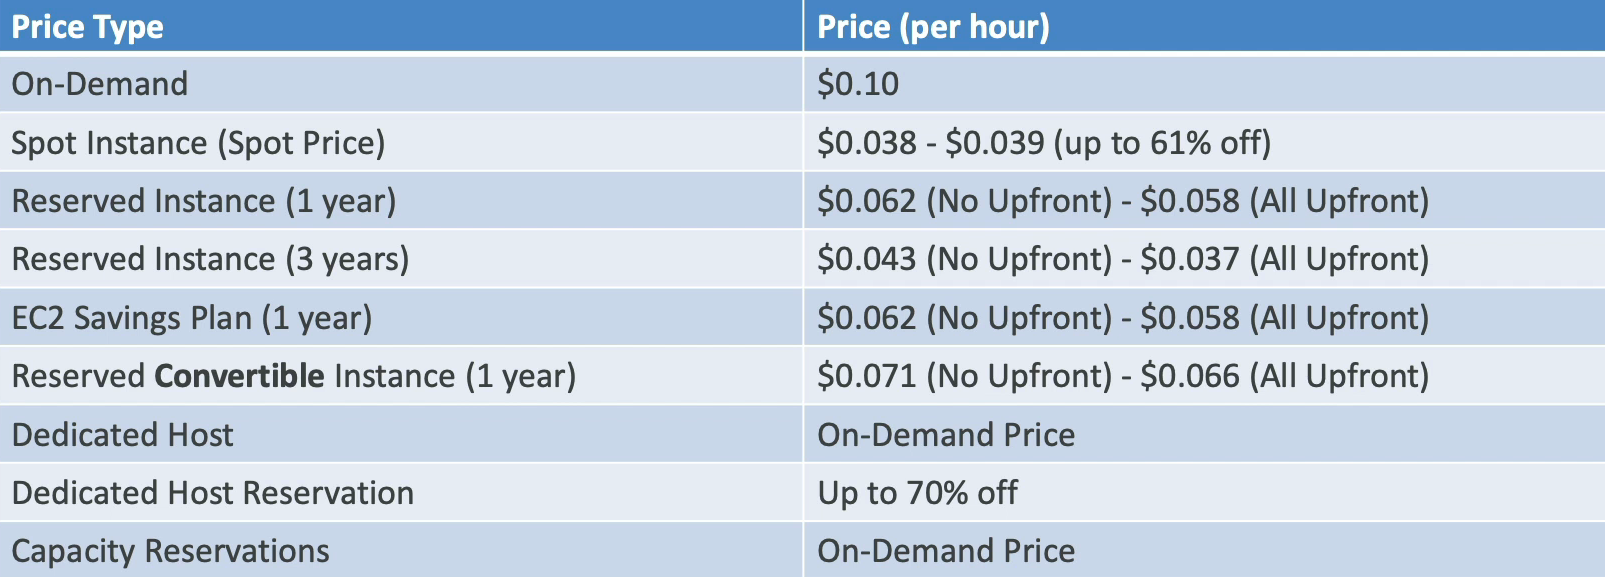 Price Type Price (per hour)
On-Demand $0.10
Spot Instance (Spot Price) $0.038 - $0.039 (up to 61% off)
Reserved Instance (1 year) $0.062 (No Upfront) - $0.058 (All Upfront)
Reserved Instance (3 years) $0.043 (No Upfront) - $0.037 (All Upfront)
EC2 Savings Plan (1 year) $0.062 (No Upfront) - $0.058 (All Upfront)
Reserved Convertible Instance (1 year) $0.071 (No Upfront) - $0.066 (All Upfront)
Dedicated Host On-Demand Price
Dedicated Host Reservation Up to 70% off
Capacity Reservations On-Demand Price